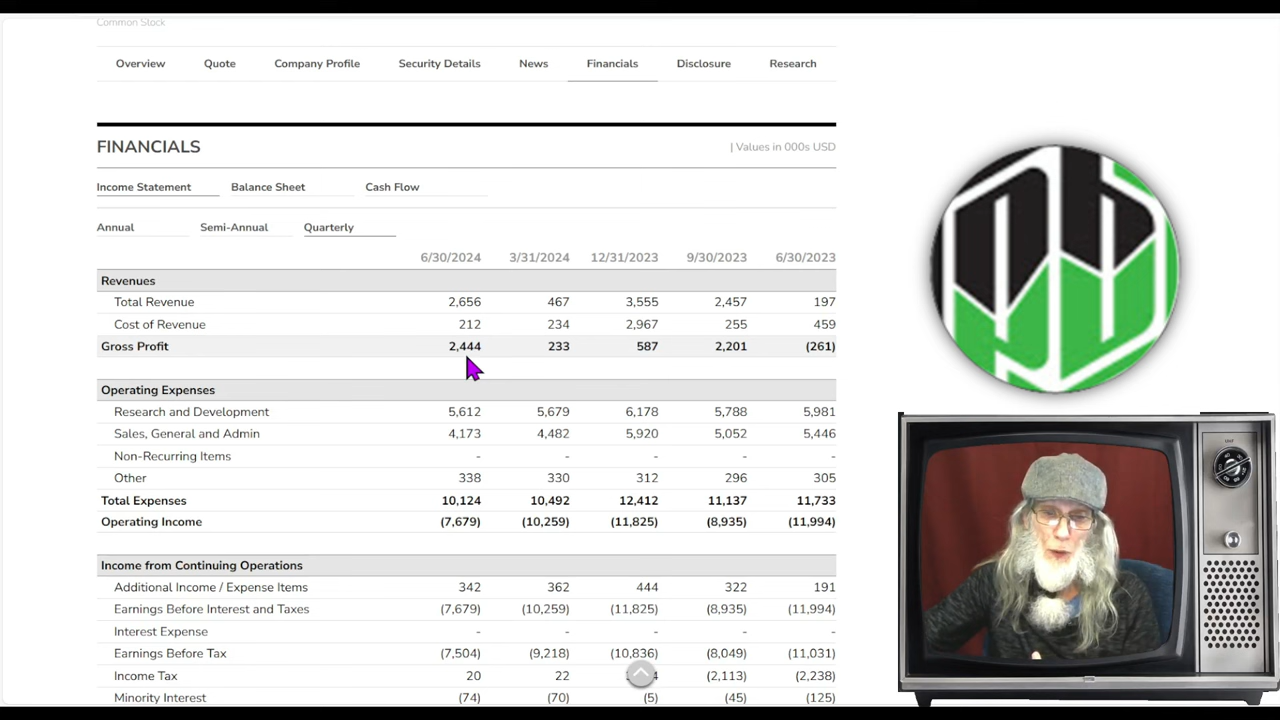 Common Stock
Overview Quote Company Profile Security Details News Financials Disclosure Research
FINANCIALS | Values in 000s USD
Income Statement Balance Sheet Cash Flow
Annual Semi-Annual Quarterly
6/30/2024 3/31/2024 12/31/2023 9/30/2023 6/30/2023
Revenues
Total Revenue 2,656 467 3,555 2,457 197
Cost of Revenue 212 234 2,967 255 459
Gross Profit 2,444 233 587 2,201 (261)
Operating Expenses
Research and Development 5,612 5,679 6,178 5,788 5,981
Sales, General and Admin 4,173 4,482 5,920 5,052 5,446
Non-Recurring Items - - - - -
Other 338 330 312 296 305
Total Expenses 10,124 10,492 12,412 11,137 11,733
Operating Income (7,679) (10,259) (11,825) (8,935) (11,994)
Income from Continuing Operations
Additional Income / Expense Items 342 362 444 322 191
Earnings Before Interest and Taxes (7,679) (10,259) (11,825) (8,935) (11,994)
Interest Expense - - - - -
Earnings Before Tax (7,504) (9,218) (10,836) (8,049) (11,031)
Income Tax 20 22 (2,113) (2,238)
Minority Interest (74) (70) (5) (45) (125)